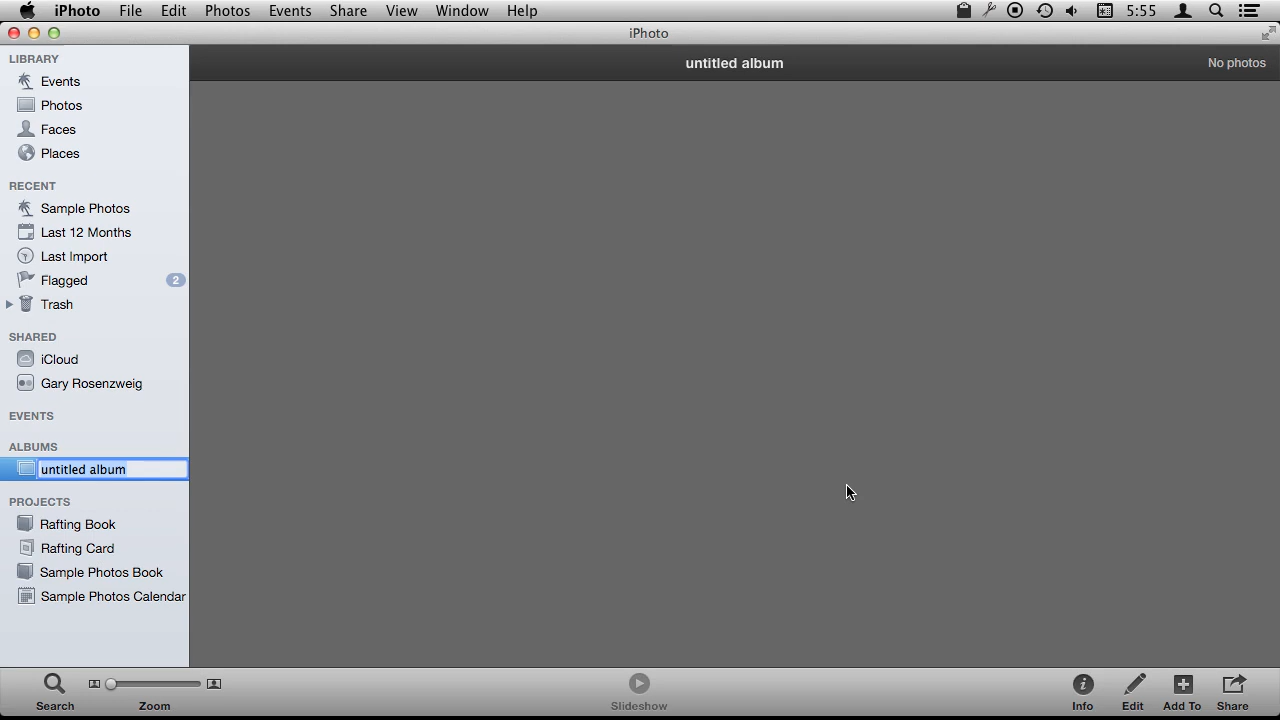 iPhoto File Edit Photos Events Share View Window Help 5:55
iPhoto
LIBRARY
Events
Photos
Faces
Places
RECENT
Sample Photos
Last 12 Months
Last Import
Flagged 2
Trash
SHARED
iCloud
Gary Rosenzweig
EVENTS
ALBUMS
untitled album
PROJECTS
Rafting Book
Rafting Card
Sample Photos Book
Sample Photos Calendar
untitled album No photos
Search Zoom Slideshow Info Edit Add To Share